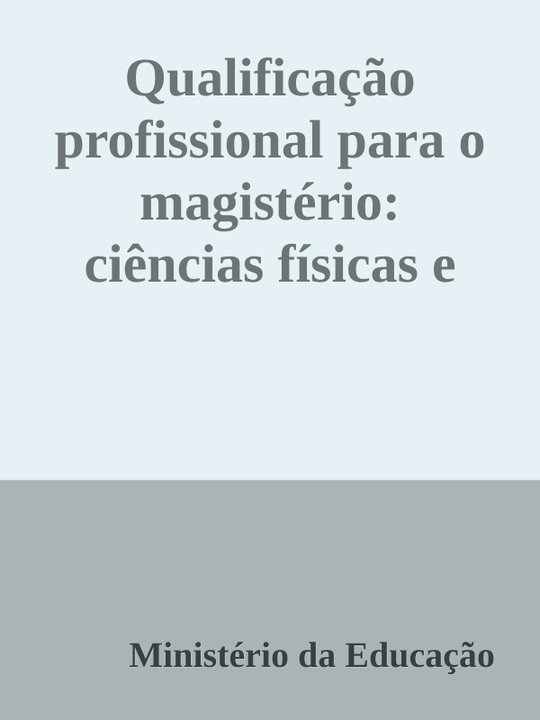 Qualificação
profissional para o
magistério:
ciências físicas e
Ministério da Educação